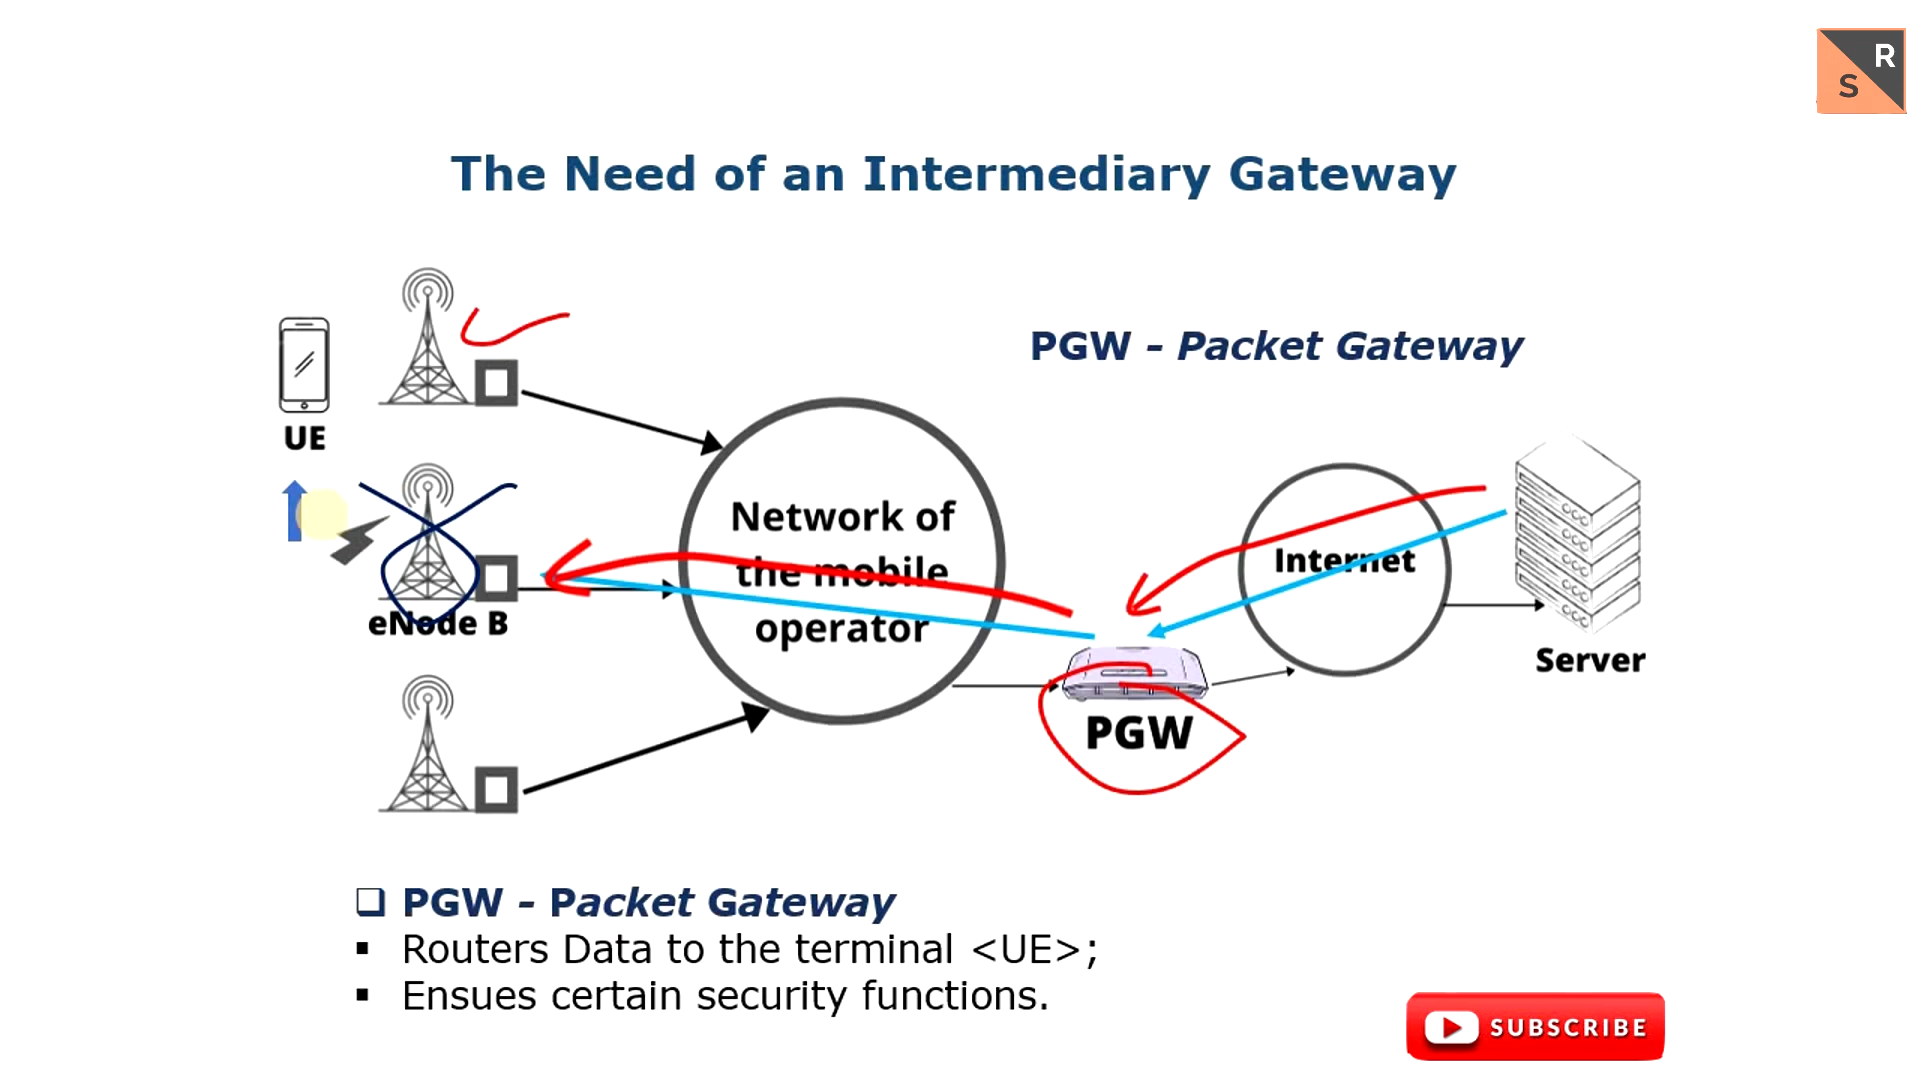 R
S
The Need of an Intermediary Gateway
PGW - Packet Gateway
UE
Network of
the mobile
operator
Internet
eNode B
Server
PGW
❑ PGW - Packet Gateway
▪ Routers Data to the terminal <UE>;
▪ Ensues certain security functions.
SUBSCRIBE